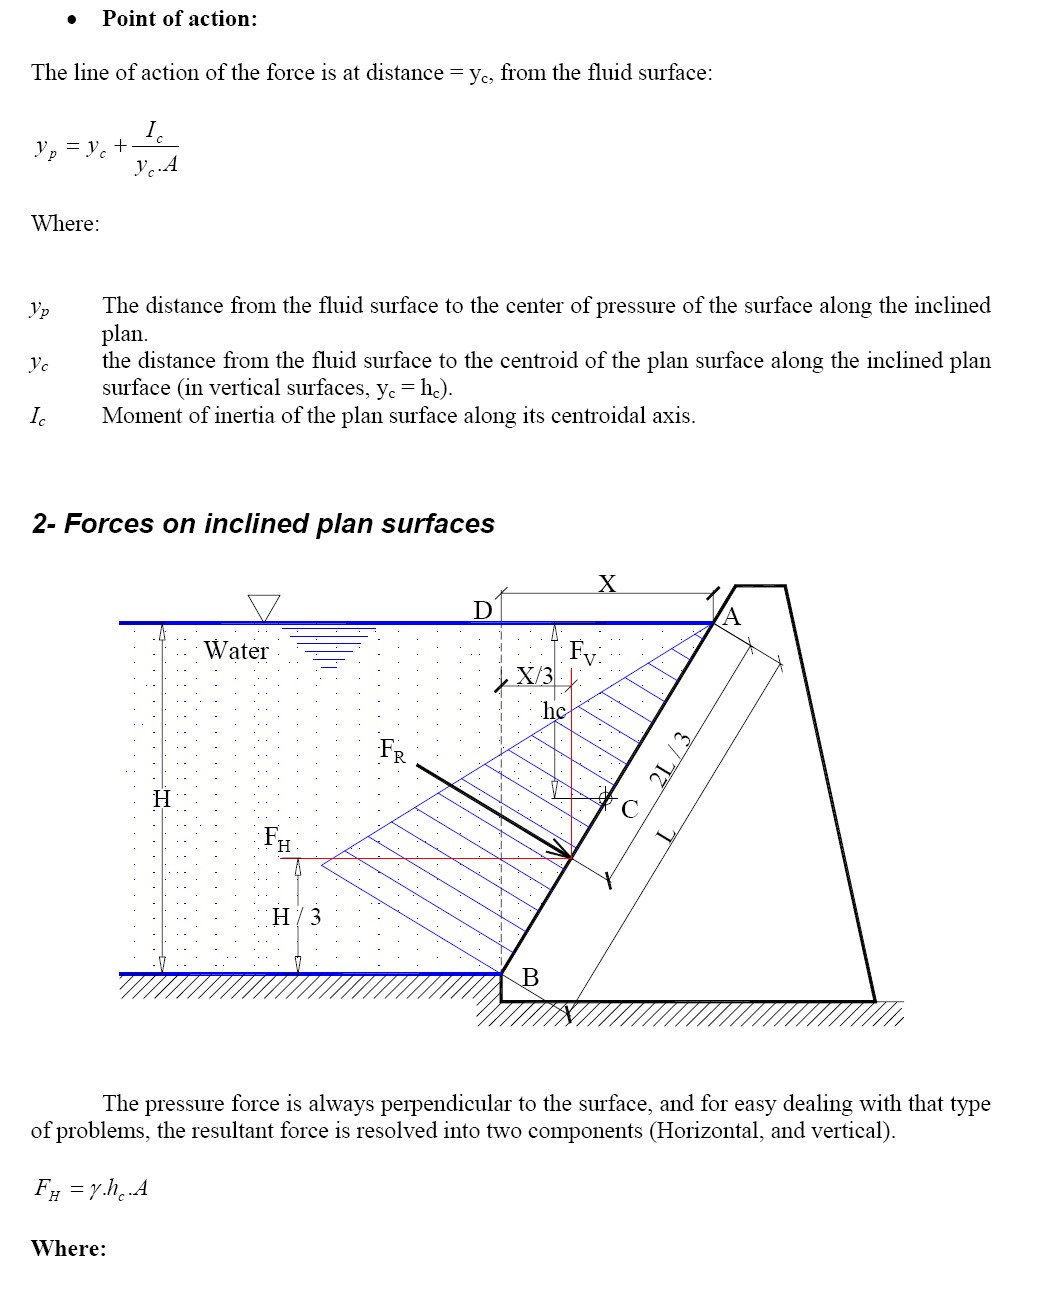 • Point of action:
The line of action of the force is at distance = yc, from the fluid surface:
yp = yc + Ic / yc.A
Where:
yp The distance from the fluid surface to the center of pressure of the surface along the inclined
plan.
yc the distance from the fluid surface to the centroid of the plan surface along the inclined plan
surface (in vertical surfaces, yc = hc).
Ic Moment of inertia of the plan surface along its centroidal axis.
2- Forces on inclined plan surfaces
X
D
A
Water
FV
X/3
hc
FR
2L/3
H
C
L
FH
H/3
B
The pressure force is always perpendicular to the surface, and for easy dealing with that type
of problems, the resultant force is resolved into two components (Horizontal, and vertical).
FH = γ.hc.A
Where: